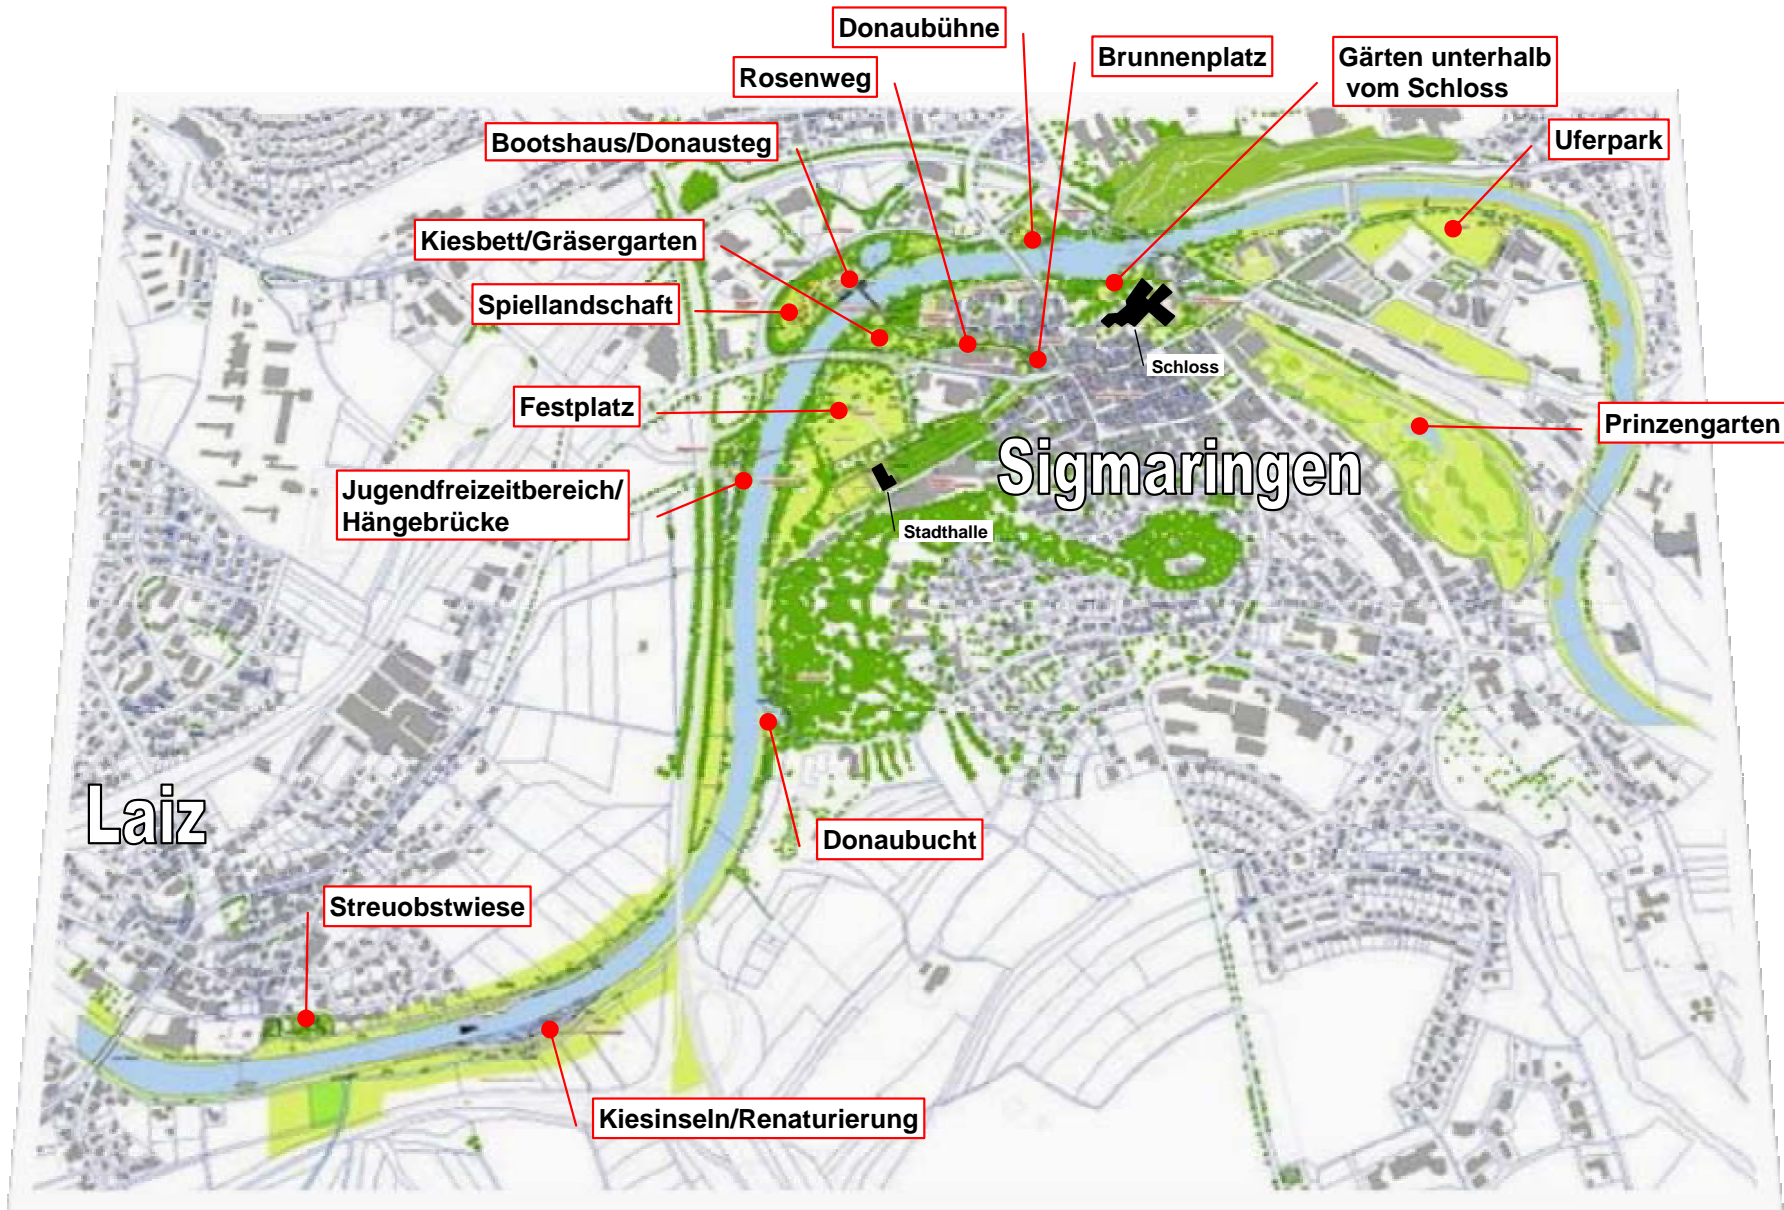 Donaubühne
Brunnenplatz
Gärten unterhalb
vom Schloss
Rosenweg
Uferpark
Bootshaus/Donausteg
Kiesbett/Gräsergarten
Spiellandschaft
Schloss
Festplatz
Prinzengarten
Sigmaringen
Jugendfreizeitbereich/
Hängebrücke
Stadthalle
Laiz
Donaubucht
Streuobstwiese
Kiesinseln/Renaturierung